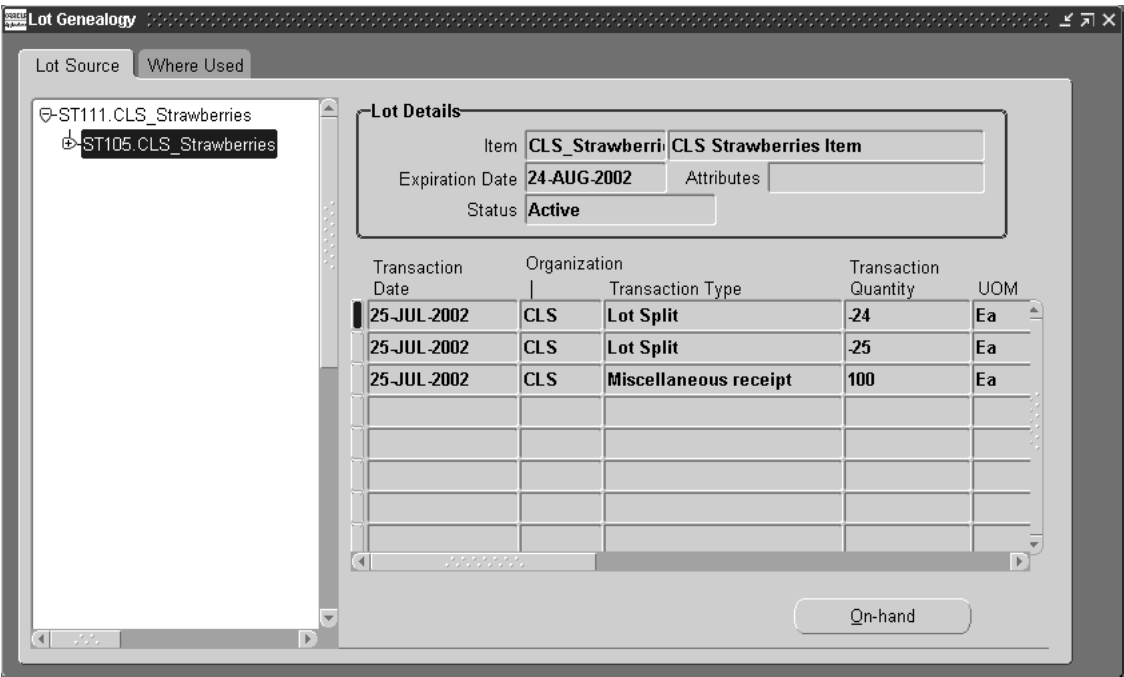 Lot Genealogy
Lot Source Where Used
ST111.CLS_Strawberries
ST105.CLS_Strawberries
Lot Details
Item CLS_Strawberri CLS Strawberries Item
Expiration Date 24-AUG-2002 Attributes
Status Active
Transaction Organization Transaction
Date | Transaction Type Quantity UOM
25-JUL-2002 CLS Lot Split -24 Ea
25-JUL-2002 CLS Lot Split -25 Ea
25-JUL-2002 CLS Miscellaneous receipt 100 Ea
On-hand